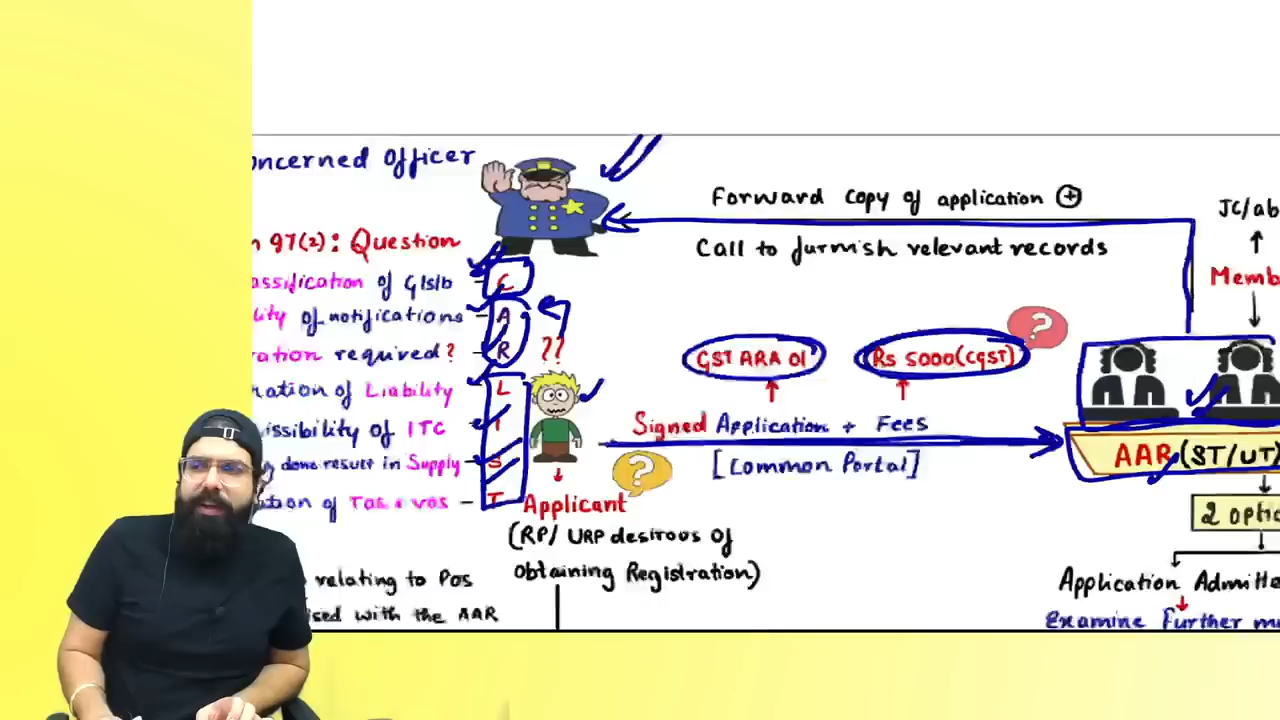 oncerned Officer
n 97(2): Question
assification of G/s/b - C
lity of notifications - A
ration required? - R ??
ration of Liability - L
issibility of ITC - I
g done result in Supply - S
tion of TOS & VOS - T
Applicant
(RP/ URP desirous of
obtaining Registration)
relating to POS
ised with the AAR
Forward copy of application +
Call to furnish relevant records
GST ARA 01
Rs 5000(CGST)
?
Signed Application + Fees
[Common Portal]
?
JC/ab
Memb
AAR (ST/UT)
2 optio
Application Admitte
Examine Further m